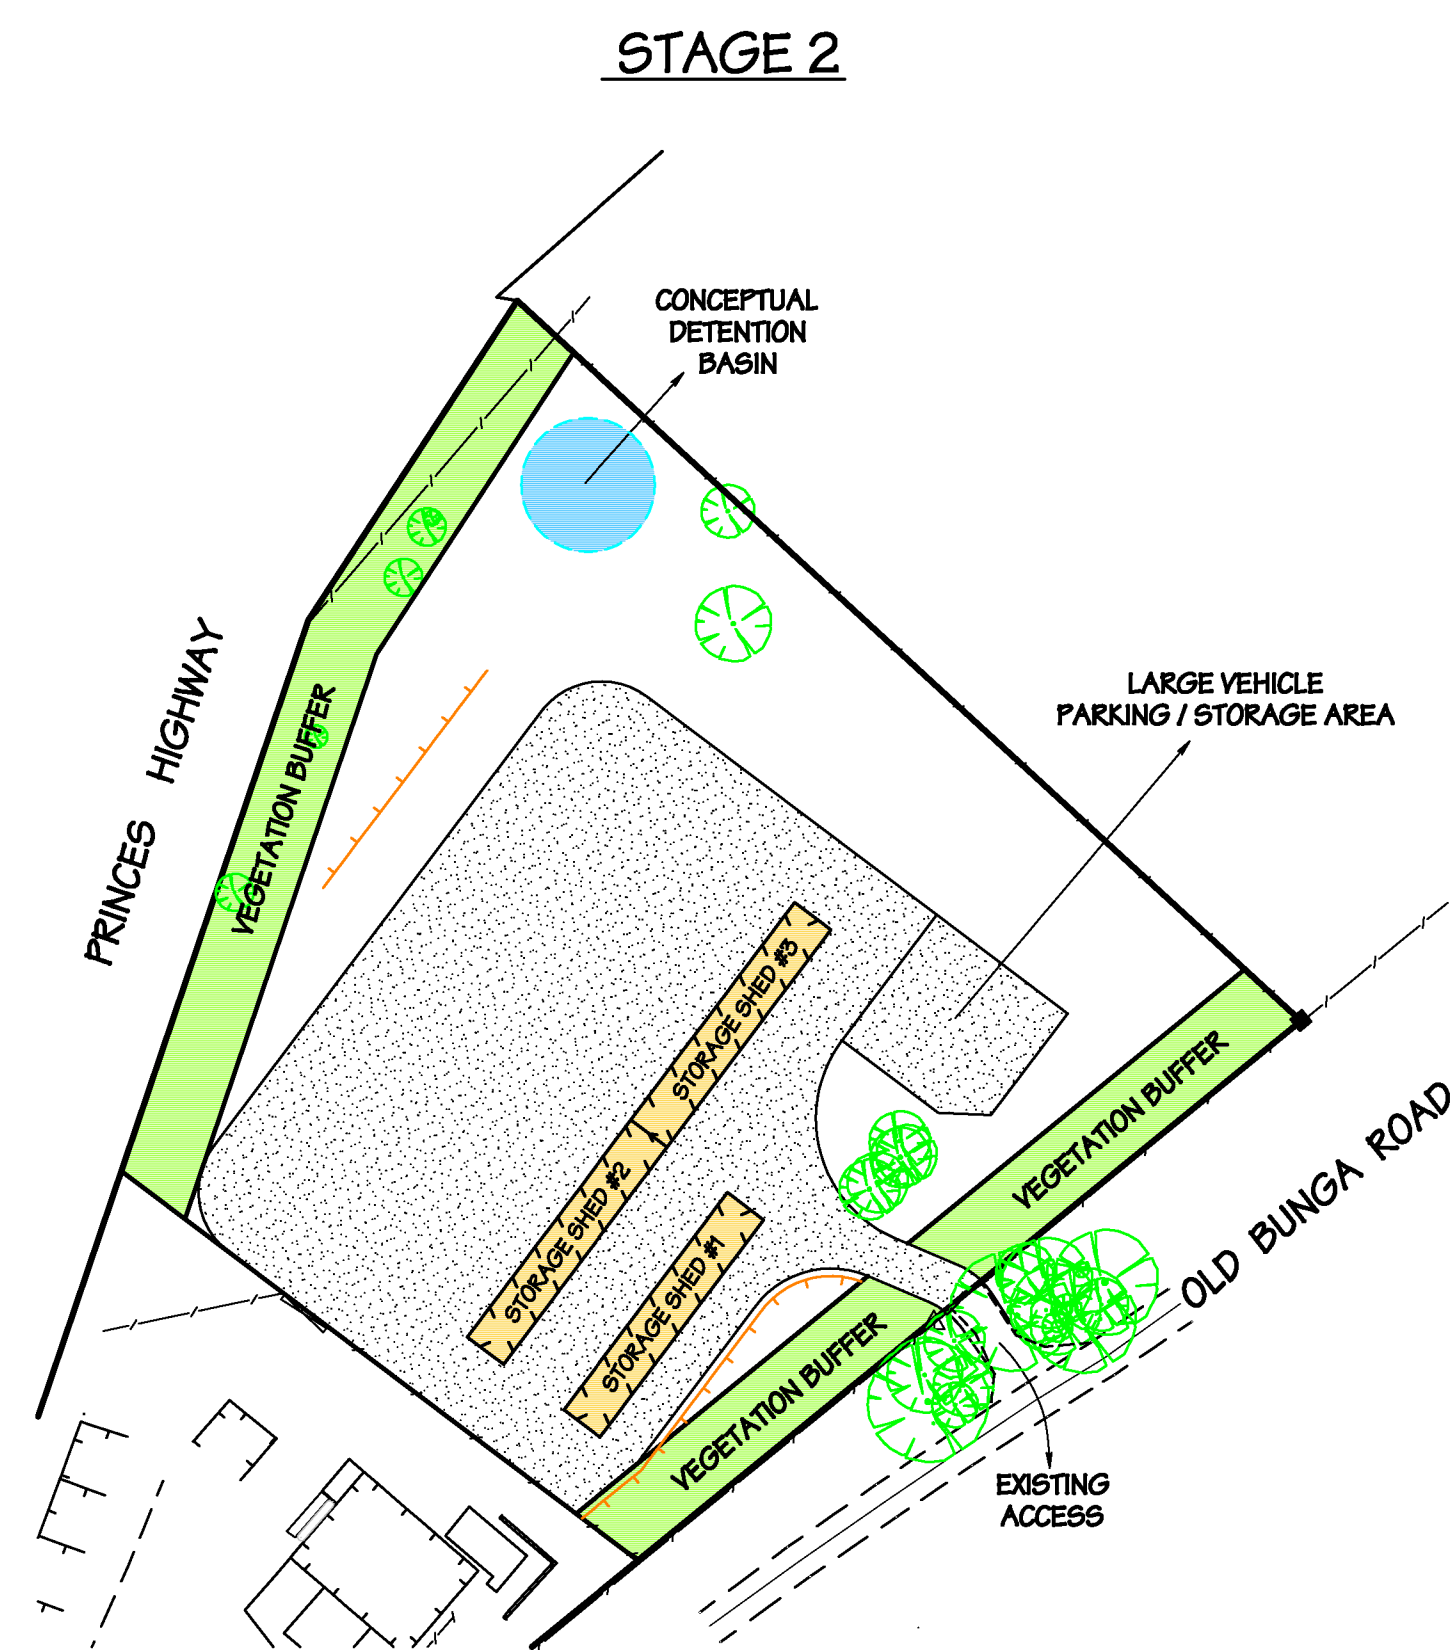 STAGE 2
CONCEPTUAL
DETENTION
BASIN
LARGE VEHICLE
PARKING / STORAGE AREA
PRINCES HIGHWAY
VEGETATION BUFFER
STORAGE SHED #3
STORAGE SHED #2
STORAGE SHED #1
VEGETATION BUFFER
VEGETATION BUFFER
OLD BUNGA ROAD
EXISTING
ACCESS